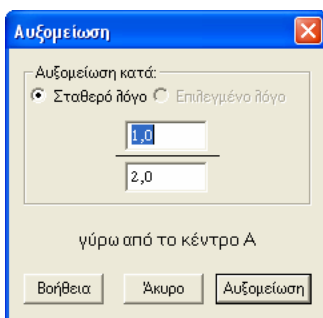 Αυξομείωση
Αυξομείωση κατά:
Σταθερό λόγο Επιλεγμένο λόγο
1,0
2,0
γύρω από το κέντρο Α
Βοήθεια Άκυρο Αυξομείωση